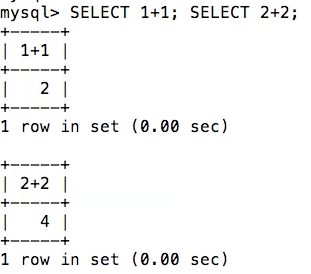 mysql> SELECT 1+1; SELECT 2+2;
+-----+
| 1+1 |
+-----+
|   2 |
+-----+
1 row in set (0.00 sec)

+-----+
| 2+2 |
+-----+
|   4 |
+-----+
1 row in set (0.00 sec)